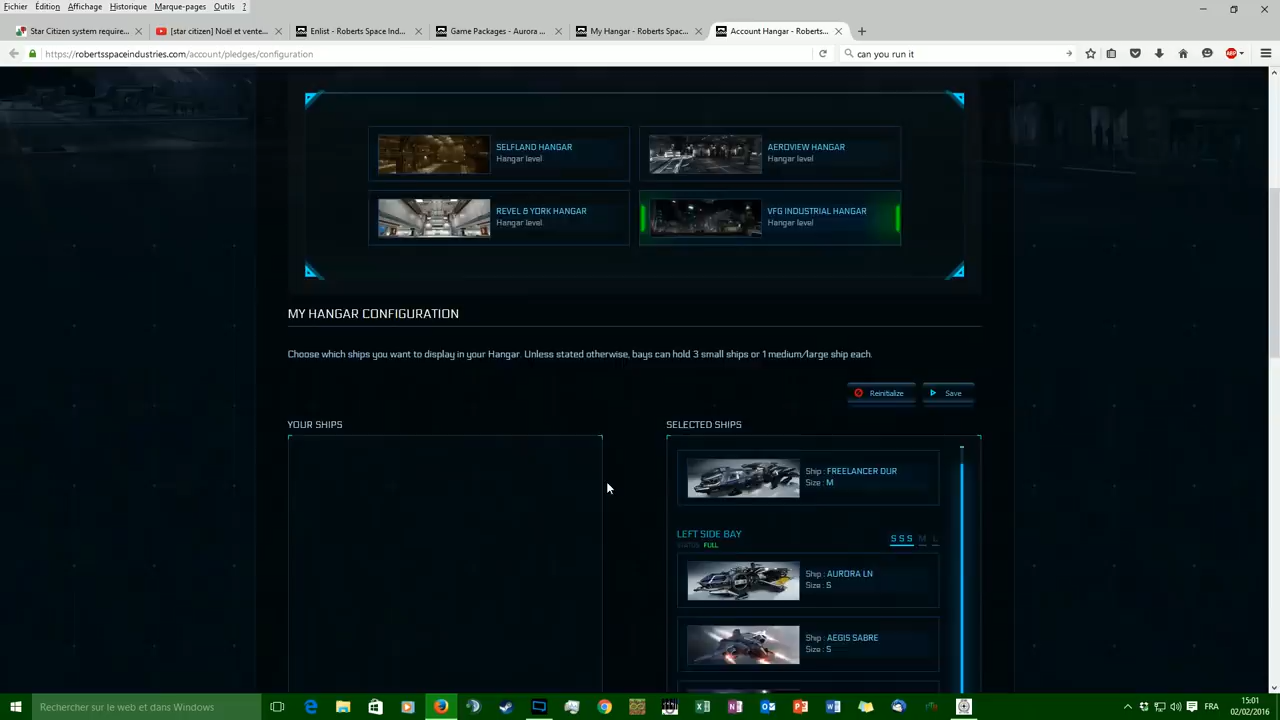 Fichier Édition Affichage Historique Marque-pages Outils ?
Star Citizen system require...
[star citizen] Noël et vente...
Enlist - Roberts Space Ind...
Game Packages - Aurora ...
My Hangar - Roberts Spac...
Account Hangar - Roberts...
https://robertsspaceindustries.com/account/pledges/configuration
can you run it
ABP
SELFLAND HANGAR
Hangar level
AEROVIEW HANGAR
Hangar level
REVEL & YORK HANGAR
Hangar level
VFG INDUSTRIAL HANGAR
Hangar level
MY HANGAR CONFIGURATION
Choose which ships you want to display in your Hangar. Unless stated otherwise, bays can hold 3 small ships or 1 medium/large ship each.
Reinitialize
Save
YOUR SHIPS
SELECTED SHIPS
Ship : FREELANCER DUR
Size : M
LEFT SIDE BAY
S S S M L
STATUS: FULL
Ship : AURORA LN
Size : S
Ship : AEGIS SABRE
Size : S
Rechercher sur le web et dans Windows
FRA
15:01
02/02/2016